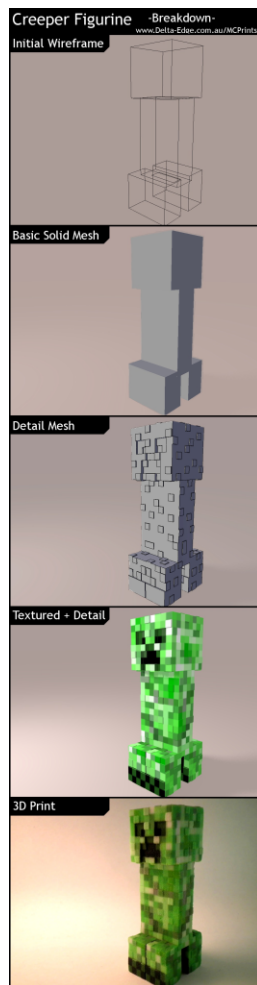 Creeper Figurine -Breakdown-
www.Delta-Edge.com.au/MCPrints
Initial Wireframe
Basic Solid Mesh
Detail Mesh
Textured + Detail
3D Print